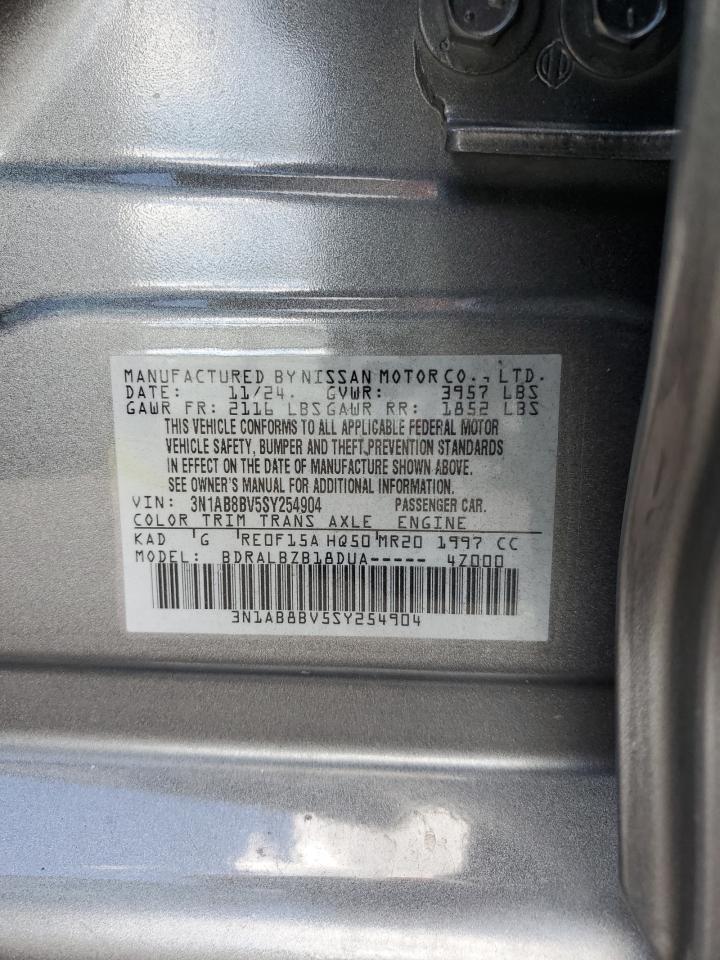 MANUFACTURED BY NISSAN MOTOR CO., LTD.
DATE: 11/24. GVWR: 3957 LBS
GAWR FR: 2116 LBS GAWR RR: 1852 LBS
THIS VEHICLE CONFORMS TO ALL APPLICABLE FEDERAL MOTOR
VEHICLE SAFETY, BUMPER AND THEFT PREVENTION STANDARDS
IN EFFECT ON THE DATE OF MANUFACTURE SHOWN ABOVE.
SEE OWNER'S MANUAL FOR ADDITIONAL INFORMATION.
VIN: 3N1AB8BV5SY254904 PASSENGER CAR.
COLOR TRIM TRANS AXLE ENGINE
KAD G RE0F15A HQ50 MR20 1997 CC
MODEL: BDRALBZB18DUA----- 4Z000
3N1AB8BV5SY254904